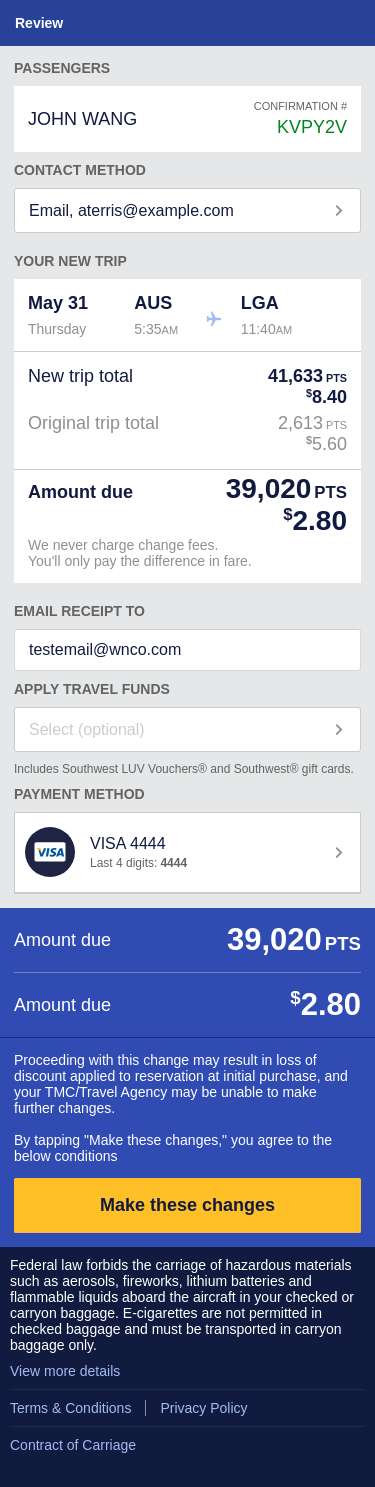 Review
PASSENGERS
JOHN WANG
CONFIRMATION #
KVPY2V
CONTACT METHOD
Email, aterris@example.com
YOUR NEW TRIP
May 31 AUS LGA
Thursday 5:35AM 11:40AM
New trip total 41,633 PTS
$8.40
Original trip total 2,613 PTS
$5.60
Amount due 39,020 PTS
$2.80
We never charge change fees.
You'll only pay the difference in fare.
EMAIL RECEIPT TO
testemail@wnco.com
APPLY TRAVEL FUNDS
Select (optional)
Includes Southwest LUV Vouchers® and Southwest® gift cards.
PAYMENT METHOD
VISA
VISA 4444
Last 4 digits: 4444
Amount due 39,020 PTS
Amount due $2.80
Proceeding with this change may result in loss of
discount applied to reservation at initial purchase, and
your TMC/Travel Agency may be unable to make
further changes.
By tapping "Make these changes," you agree to the
below conditions
Make these changes
Federal law forbids the carriage of hazardous materials
such as aerosols, fireworks, lithium batteries and
flammable liquids aboard the aircraft in your checked or
carryon baggage. E-cigarettes are not permitted in
checked baggage and must be transported in carryon
baggage only.
View more details
Terms & Conditions Privacy Policy
Contract of Carriage